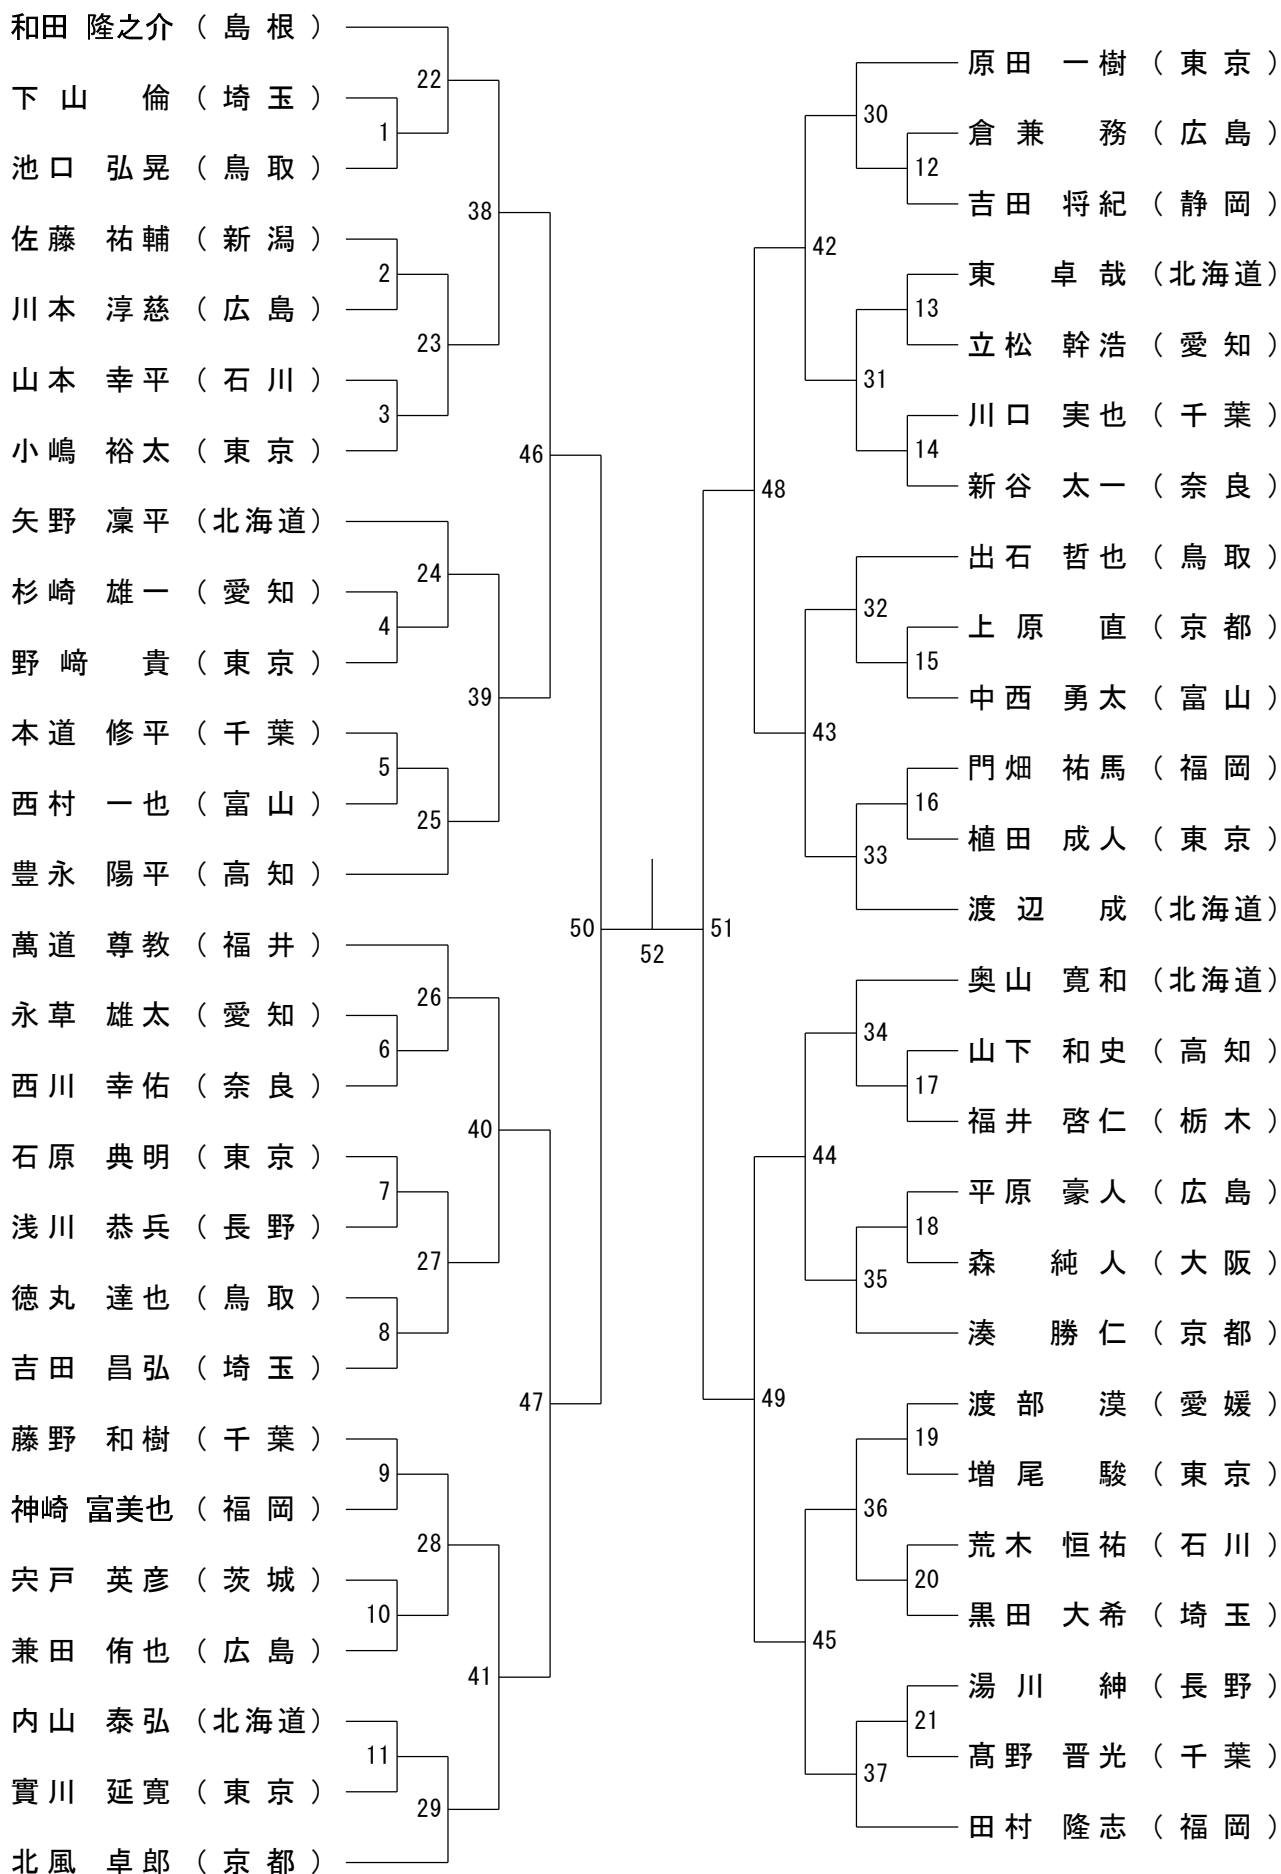 和田 隆之介 （ 島 根 ）
下 山 倫 （ 埼 玉 ）
池 口 弘 晃 （ 鳥 取 ）
佐 藤 祐 輔 （ 新 潟 ）
川 本 淳 慈 （ 広 島 ）
山 本 幸 平 （ 石 川 ）
小 嶋 裕 太 （ 東 京 ）
矢 野 凜 平 （北海道）
杉 崎 雄 一 （ 愛 知 ）
野 﨑 貴 （ 東 京 ）
本 道 修 平 （ 千 葉 ）
西 村 一 也 （ 富 山 ）
豊 永 陽 平 （ 高 知 ）
萬 道 尊 教 （ 福 井 ）
永 草 雄 太 （ 愛 知 ）
西 川 幸 佑 （ 奈 良 ）
石 原 典 明 （ 東 京 ）
浅 川 恭 兵 （ 長 野 ）
徳 丸 達 也 （ 鳥 取 ）
吉 田 昌 弘 （ 埼 玉 ）
藤 野 和 樹 （ 千 葉 ）
神崎 富美也 （ 福 岡 ）
宍 戸 英 彦 （ 茨 城 ）
兼 田 侑 也 （ 広 島 ）
内 山 泰 弘 （北海道）
實 川 延 寛 （ 東 京 ）
北 風 卓 郎 （ 京 都 ）
1
2
3
4
5
6
7
8
9
10
11
22
23
24
25
26
27
28
29
38
39
40
41
46
47
50
52
51
48
49
42
43
44
45
30
31
32
33
34
35
36
37
12
13
14
15
16
17
18
19
20
21
原 田 一 樹 （ 東 京 ）
倉 兼 務 （ 広 島 ）
吉 田 将 紀 （ 静 岡 ）
東 卓 哉 （北海道）
立 松 幹 浩 （ 愛 知 ）
川 口 実 也 （ 千 葉 ）
新 谷 太 一 （ 奈 良 ）
出 石 哲 也 （ 鳥 取 ）
上 原 直 （ 京 都 ）
中 西 勇 太 （ 富 山 ）
門 畑 祐 馬 （ 福 岡 ）
植 田 成 人 （ 東 京 ）
渡 辺 成 （北海道）
奥 山 寛 和 （北海道）
山 下 和 史 （ 高 知 ）
福 井 啓 仁 （ 栃 木 ）
平 原 豪 人 （ 広 島 ）
森 純 人 （ 大 阪 ）
湊 勝 仁 （ 京 都 ）
渡 部 漠 （ 愛 媛 ）
増 尾 駿 （ 東 京 ）
荒 木 恒 祐 （ 石 川 ）
黒 田 大 希 （ 埼 玉 ）
湯 川 紳 （ 長 野 ）
髙 野 晋 光 （ 千 葉 ）
田 村 隆 志 （ 福 岡 ）